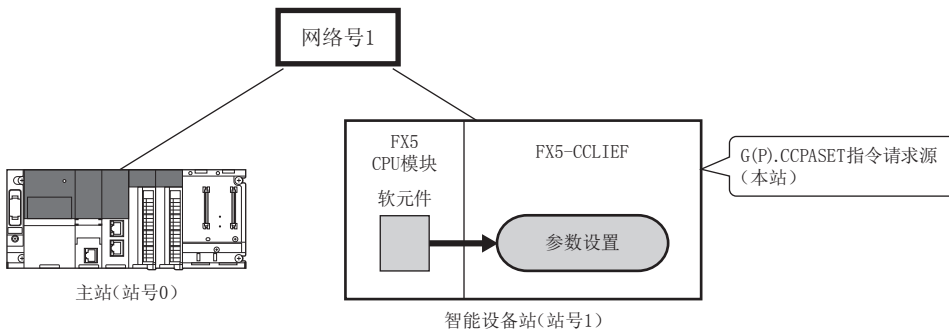 网络号1
FX5
CPU模块
FX5-CCLIEF
G(P).CCPASET指令请求源
(本站)
软元件
参数设置
主站(站号0)
智能设备站(站号1)